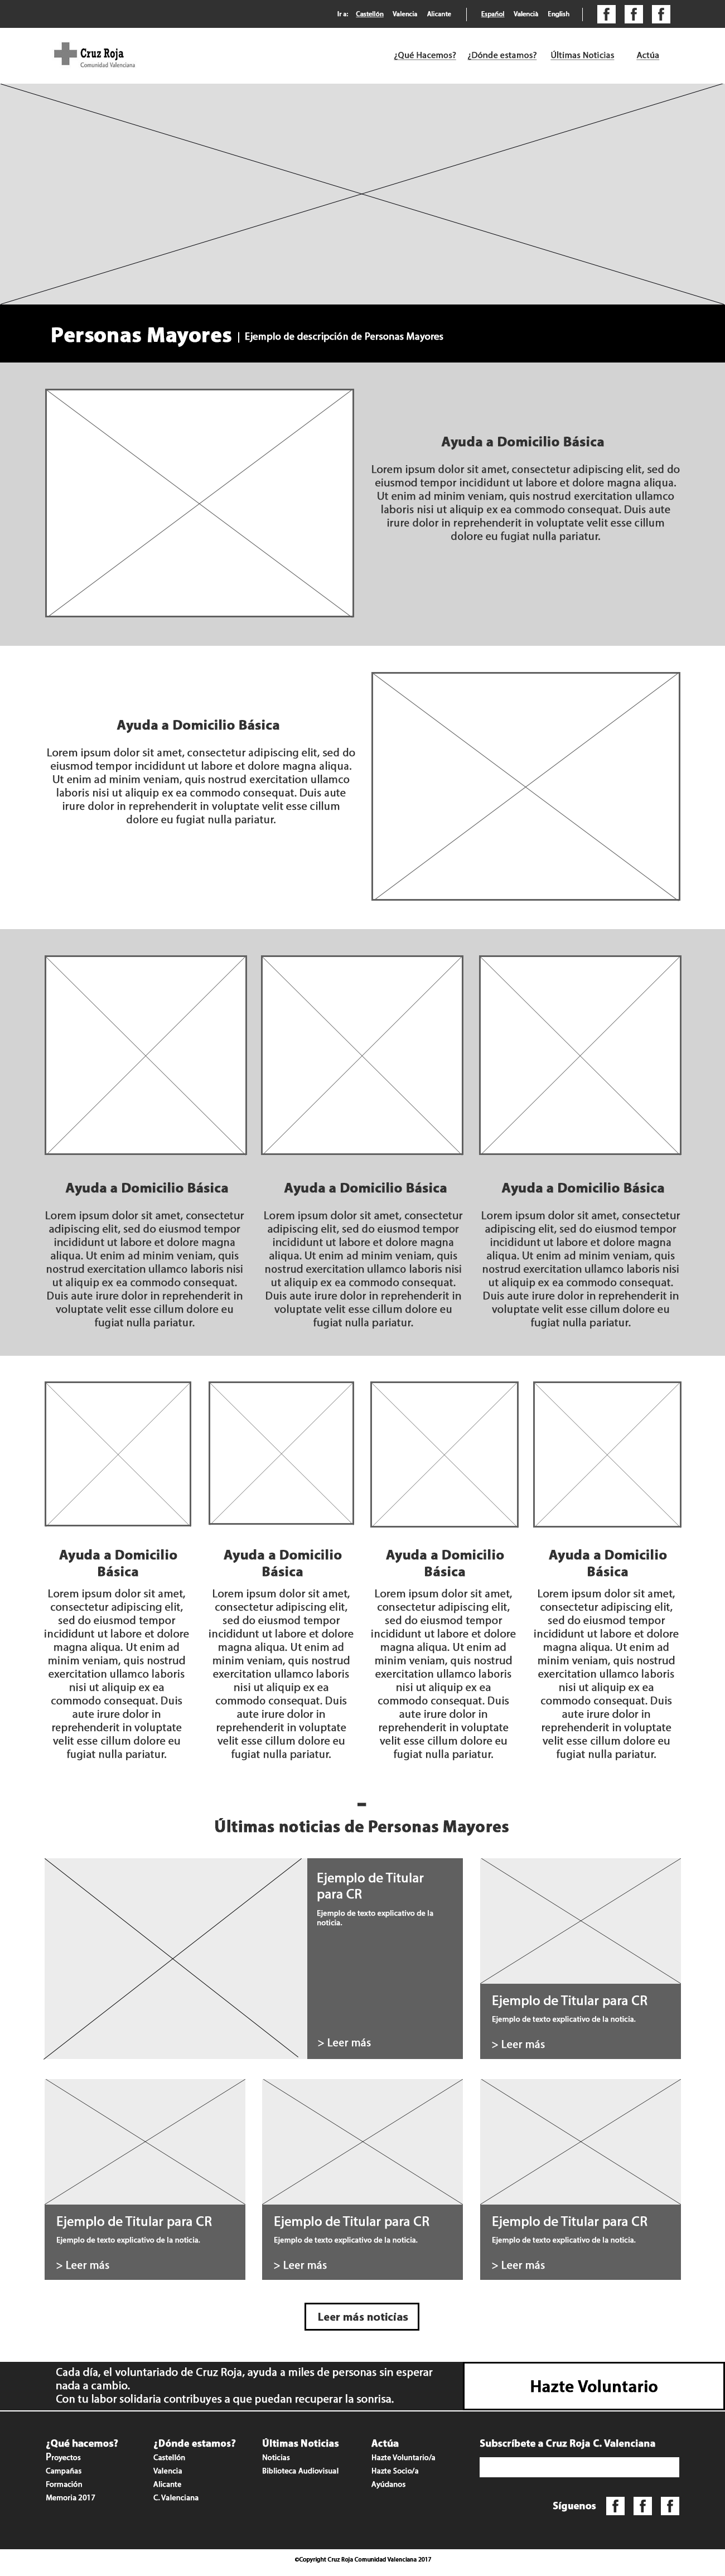 Ir a: Castellón Valencia Alicante Español Valencià English
Cruz Roja
Comunidad Valenciana
¿Qué Hacemos? ¿Dónde estamos? Últimas Noticias Actúa
Personas Mayores | Ejemplo de descripción de Personas Mayores
Ayuda a Domicilio Básica
Lorem ipsum dolor sit amet, consectetur adipiscing elit, sed do
eiusmod tempor incididunt ut labore et dolore magna aliqua.
Ut enim ad minim veniam, quis nostrud exercitation ullamco
laboris nisi ut aliquip ex ea commodo consequat. Duis aute
irure dolor in reprehenderit in voluptate velit esse cillum
dolore eu fugiat nulla pariatur.
Ayuda a Domicilio Básica
Lorem ipsum dolor sit amet, consectetur adipiscing elit, sed do
eiusmod tempor incididunt ut labore et dolore magna aliqua.
Ut enim ad minim veniam, quis nostrud exercitation ullamco
laboris nisi ut aliquip ex ea commodo consequat. Duis aute
irure dolor in reprehenderit in voluptate velit esse cillum
dolore eu fugiat nulla pariatur.
Ayuda a Domicilio Básica
Lorem ipsum dolor sit amet, consectetur
adipiscing elit, sed do eiusmod tempor
incididunt ut labore et dolore magna
aliqua. Ut enim ad minim veniam, quis
nostrud exercitation ullamco laboris nisi
ut aliquip ex ea commodo consequat.
Duis aute irure dolor in reprehenderit in
voluptate velit esse cillum dolore eu
fugiat nulla pariatur.
Ayuda a Domicilio Básica
Lorem ipsum dolor sit amet, consectetur
adipiscing elit, sed do eiusmod tempor
incididunt ut labore et dolore magna
aliqua. Ut enim ad minim veniam, quis
nostrud exercitation ullamco laboris nisi
ut aliquip ex ea commodo consequat.
Duis aute irure dolor in reprehenderit in
voluptate velit esse cillum dolore eu
fugiat nulla pariatur.
Ayuda a Domicilio Básica
Lorem ipsum dolor sit amet, consectetur
adipiscing elit, sed do eiusmod tempor
incididunt ut labore et dolore magna
aliqua. Ut enim ad minim veniam, quis
nostrud exercitation ullamco laboris nisi
ut aliquip ex ea commodo consequat.
Duis aute irure dolor in reprehenderit in
voluptate velit esse cillum dolore eu
fugiat nulla pariatur.
Ayuda a Domicilio
Básica
Lorem ipsum dolor sit amet,
consectetur adipiscing elit,
sed do eiusmod tempor
incididunt ut labore et dolore
magna aliqua. Ut enim ad
minim veniam, quis nostrud
exercitation ullamco laboris
nisi ut aliquip ex ea
commodo consequat. Duis
aute irure dolor in
reprehenderit in voluptate
velit esse cillum dolore eu
fugiat nulla pariatur.
Ayuda a Domicilio
Básica
Lorem ipsum dolor sit amet,
consectetur adipiscing elit,
sed do eiusmod tempor
incididunt ut labore et dolore
magna aliqua. Ut enim ad
minim veniam, quis nostrud
exercitation ullamco laboris
nisi ut aliquip ex ea
commodo consequat. Duis
aute irure dolor in
reprehenderit in voluptate
velit esse cillum dolore eu
fugiat nulla pariatur.
Ayuda a Domicilio
Básica
Lorem ipsum dolor sit amet,
consectetur adipiscing elit,
sed do eiusmod tempor
incididunt ut labore et dolore
magna aliqua. Ut enim ad
minim veniam, quis nostrud
exercitation ullamco laboris
nisi ut aliquip ex ea
commodo consequat. Duis
aute irure dolor in
reprehenderit in voluptate
velit esse cillum dolore eu
fugiat nulla pariatur.
Ayuda a Domicilio
Básica
Lorem ipsum dolor sit amet,
consectetur adipiscing elit,
sed do eiusmod tempor
incididunt ut labore et dolore
magna aliqua. Ut enim ad
minim veniam, quis nostrud
exercitation ullamco laboris
nisi ut aliquip ex ea
commodo consequat. Duis
aute irure dolor in
reprehenderit in voluptate
velit esse cillum dolore eu
fugiat nulla pariatur.
Últimas noticias de Personas Mayores
Ejemplo de Titular
para CR
Ejemplo de texto explicativo de la
noticia.
> Leer más
Ejemplo de Titular para CR
Ejemplo de texto explicativo de la noticia.
> Leer más
Ejemplo de Titular para CR
Ejemplo de texto explicativo de la noticia.
> Leer más
Ejemplo de Titular para CR
Ejemplo de texto explicativo de la noticia.
> Leer más
Ejemplo de Titular para CR
Ejemplo de texto explicativo de la noticia.
> Leer más
Leer más noticias
Cada día, el voluntariado de Cruz Roja, ayuda a miles de personas sin esperar
nada a cambio.
Con tu labor solidaria contribuyes a que puedan recuperar la sonrisa.
Hazte Voluntario
¿Qué hacemos?
Proyectos
Campañas
Formación
Memoria 2017
¿Dónde estamos?
Castellón
Valencia
Alicante
C. Valenciana
Últimas Noticias
Noticias
Biblioteca Audiovisual
Actúa
Hazte Voluntario/a
Hazte Socio/a
Ayúdanos
Subscríbete a Cruz Roja C. Valenciana
Síguenos
©Copyright Cruz Roja Comunidad Valenciana 2017